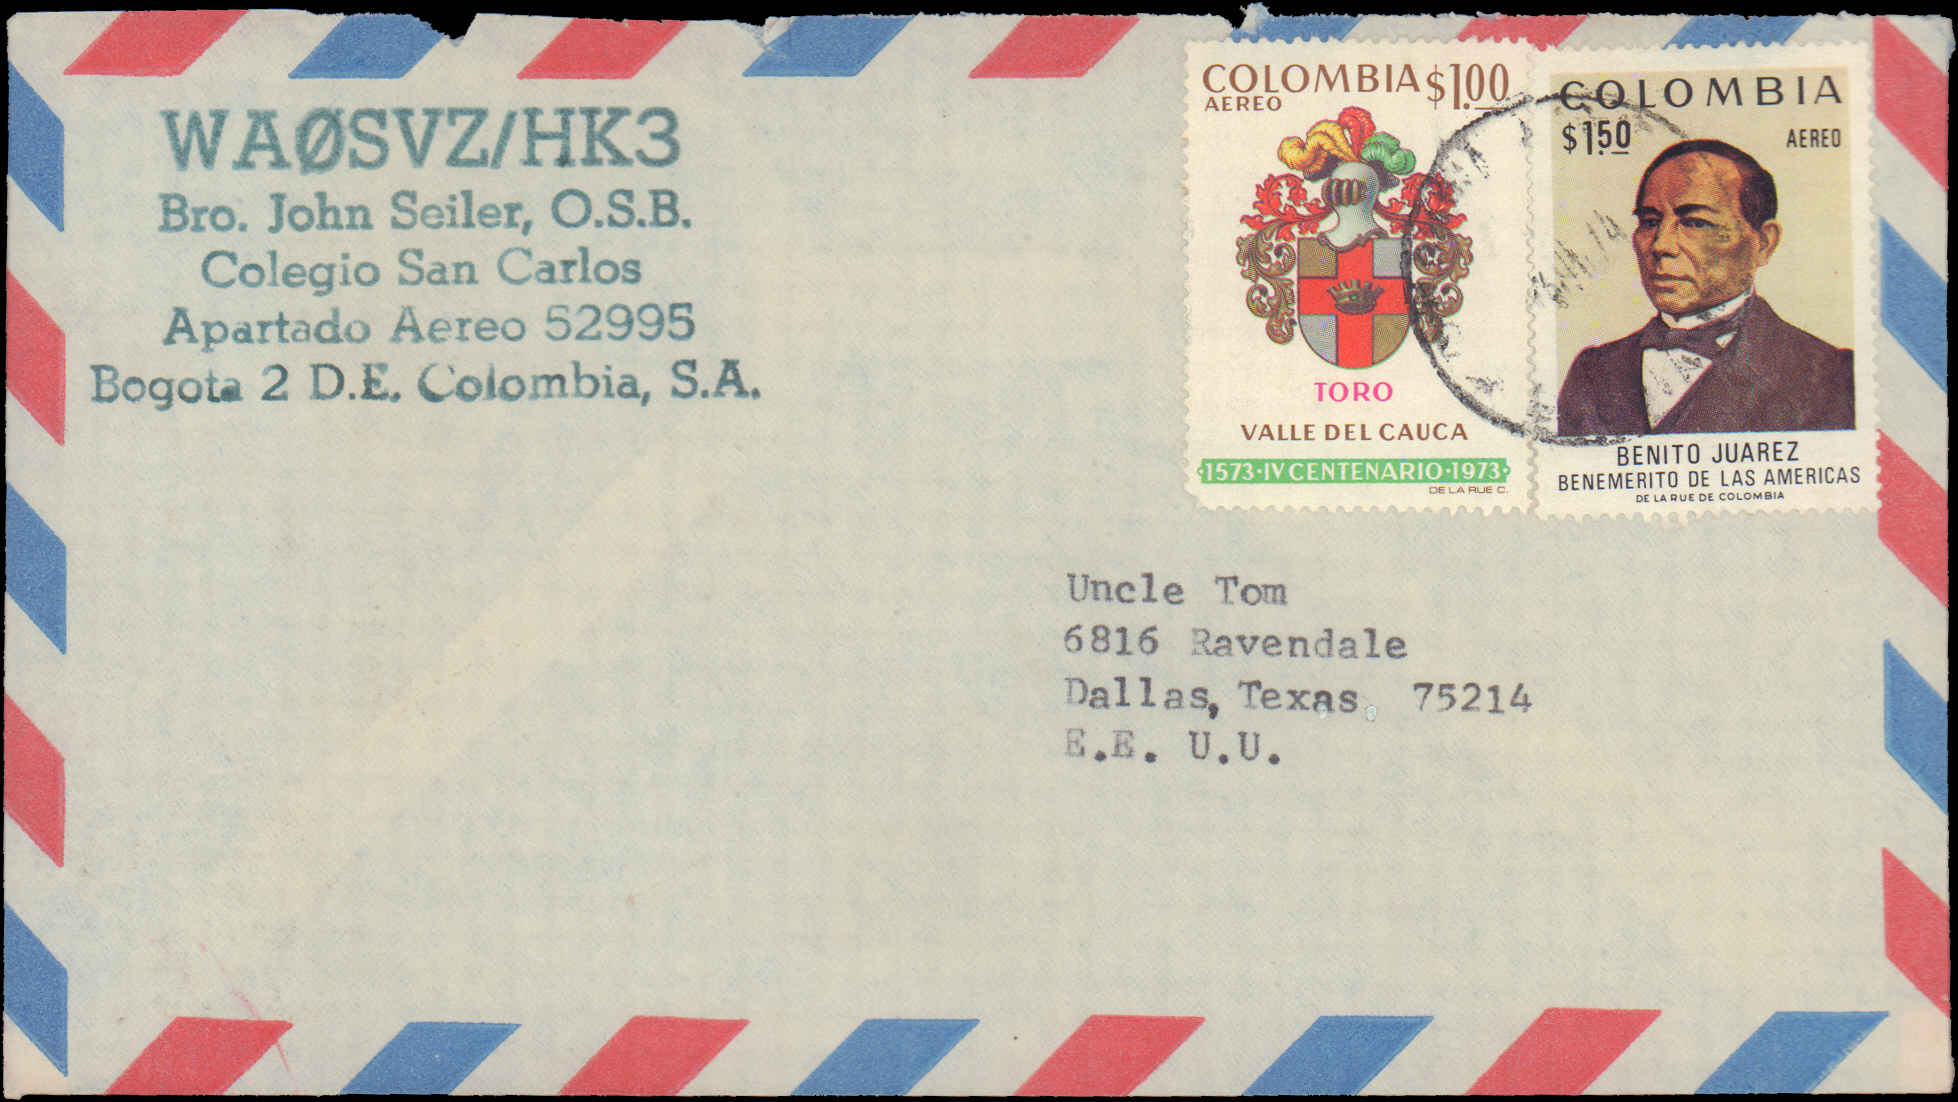 WAØSVZ/HK3
Bro. John Seiler, O.S.B.
Colegio San Carlos
Apartado Aereo 52995
Bogota 2 D.E. Colombia, S.A.
COLOMBIA $1.00
AEREO
TORO
VALLE DEL CAUCA
1573·IV CENTENARIO·1973
DE LA RUE C.
COLOMBIA
$1.50 AEREO
BENITO JUAREZ
BENEMERITO DE LAS AMERICAS
DE LA RUE DE COLOMBIA
Uncle Tom
6816 Ravendale
Dallas, Texas. 75214
E.E. U.U.